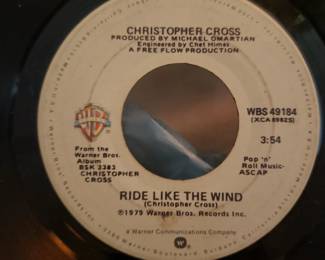 CHRISTOPHER CROSS
PRODUCED BY MICHAEL OMARTIAN
Engineered by Chet Himes
A FREE FLOW PRODUCTION
WBS 49184
3:54
From the
Warner Bros.
Album
BSK 3383
CHRISTOPHER
CROSS
Pop 'n'
Roll Music-
ASCAP
RIDE LIKE THE WIND
(Christopher Cross)
©1979 Warner Bros. Records Inc.
a Warner Communications Company